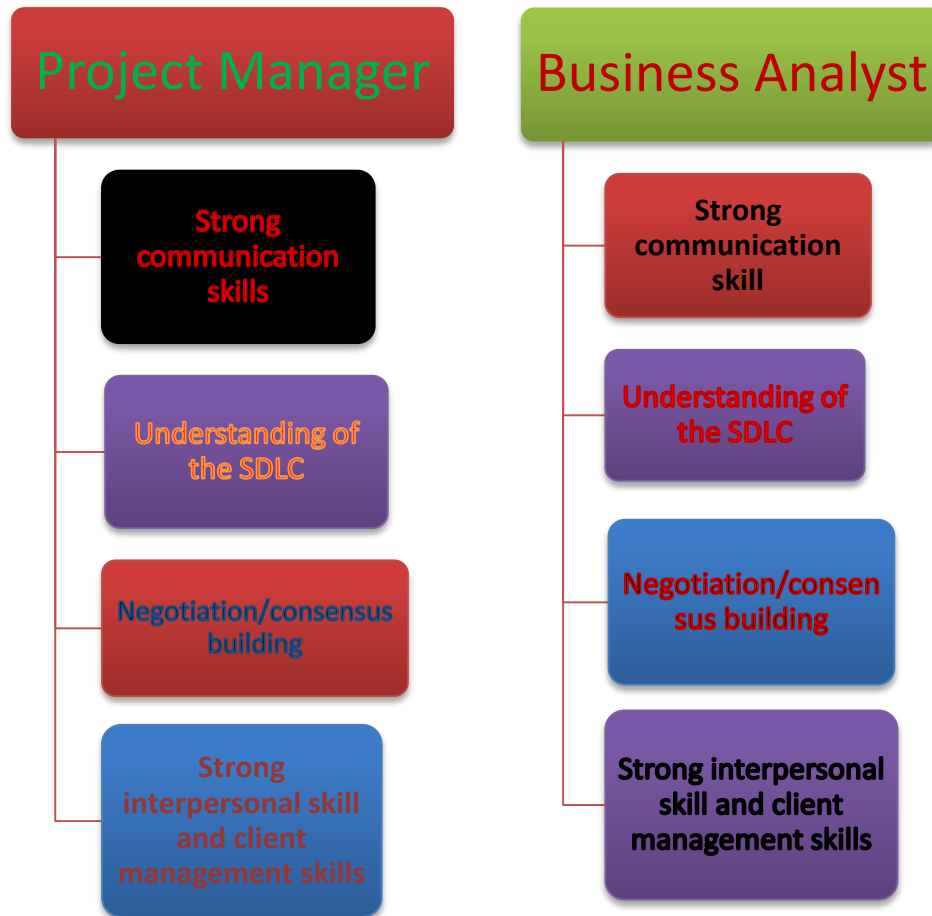 Project Manager
Strong
communication
skills
Understanding of
the SDLC
Negotiation/consensus
building
Strong
interpersonal skill
and client
management skills
Business Analyst
Strong
communication
skill
Understanding of
the SDLC
Negotiation/consen
sus building
Strong interpersonal
skill and client
management skills